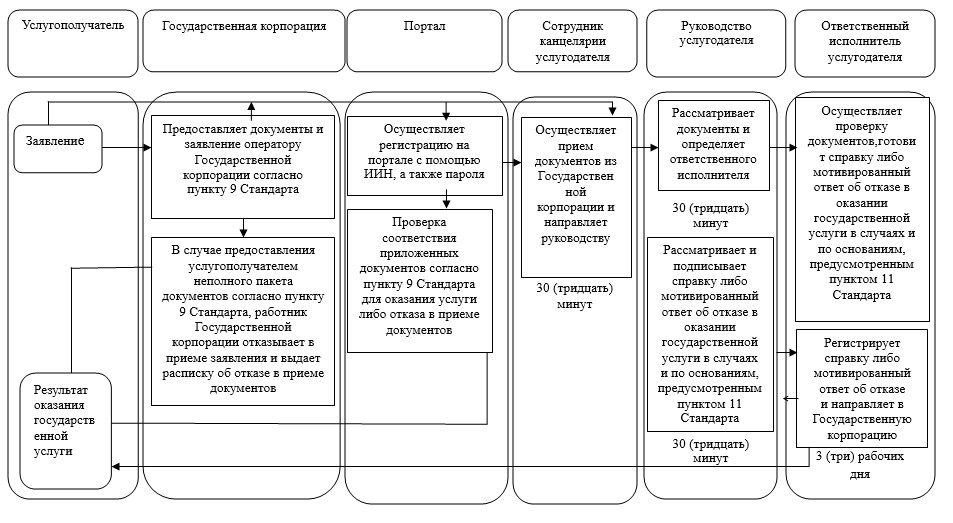 Услугополучатель
Государственная корпорация
Портал
Сотрудник
канцелярии
услугодателя
Руководство
услугодателя
Ответственный
исполнитель
услугодателя
Заявление
Предоставляет документы и
заявление оператору
Государственной
корпорации согласно
пункту 9 Стандарта
В случае предоставления
услугополучателем
неполного пакета
документов согласно пункту
9 Стандарта, работник
Государственной
корпорации отказывает в
приеме заявления и выдает
расписку об отказе в приеме
документов
Осуществляет
регистрацию на
портале с помощью
ИИН, а также пароля
Проверка
соответствия
приложенных
документов согласно
пункту 9 Стандарта
для оказания услуги
либо отказа в приеме
документов
Осуществляет
прием
документов из
Государствен
ной
корпорации и
направляет
руководству
30 (тридцать)
минут
Рассматривает
документы и
определяет
ответственного
исполнителя
30 (тридцать)
минут
Рассматривает и
подписывает
справку либо
мотивированный
ответ об отказе в
оказании
государственной
услуги в случаях
и по основаниям,
предусмотренным
пунктом 11
Стандарта
30 (тридцать)
минут
Осуществляет
проверку
документов,готови
т справку либо
мотивированный
ответ об отказе в
оказании
государственной
услуги в случаях и
по основаниям,
предусмотренным
пунктом 11
Стандарта
Регистрирует
справку либо
мотивированный
ответ об отказе
и направляет в
Государственную
корпорацию
3 (три) рабочих
дня
Результат
оказания
государств
енной
услуги